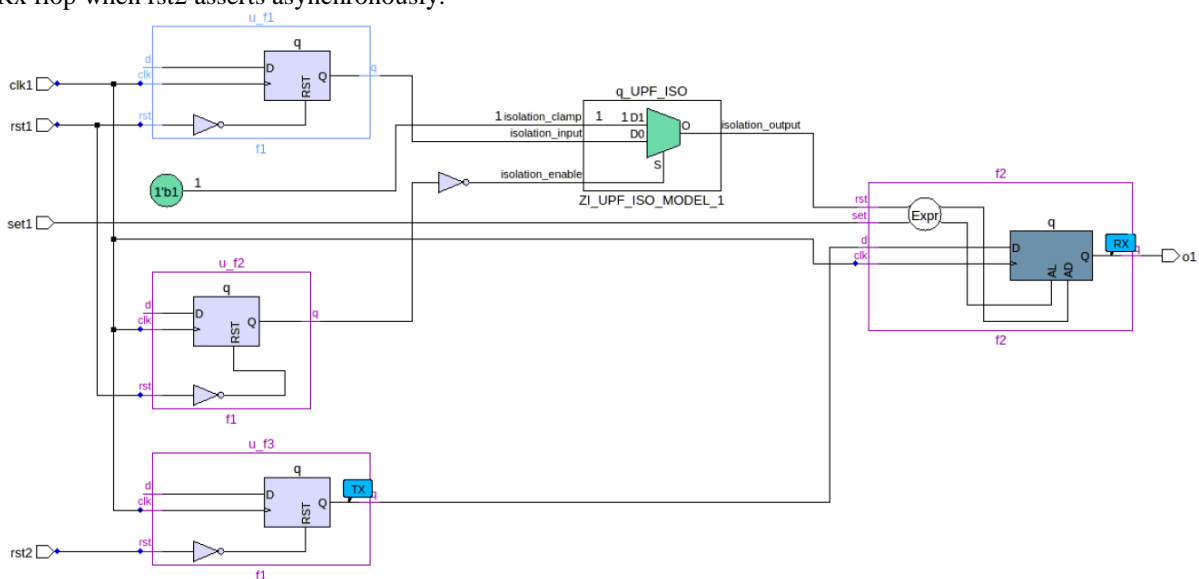 Rx flop when rst2 asserts asynchronously.
u_f1
q
d
D
clk1
clk
Q
q
RST
rst1
rst
f1
q_UPF_ISO
1 isolation_clamp 1 1 D1
isolation_input D0
O
isolation_output
S
isolation_enable
ZI_UPF_ISO_MODEL_1
1'b1
1
f2
rst
set1
set
Expr
q
d
D
clk
Q
RX
q
o1
AL
AD
f2
u_f2
q
d
D
clk
Q
q
RST
rst
f1
u_f3
q
d
D
clk
Q
TX
q
RST
rst2
rst
f1